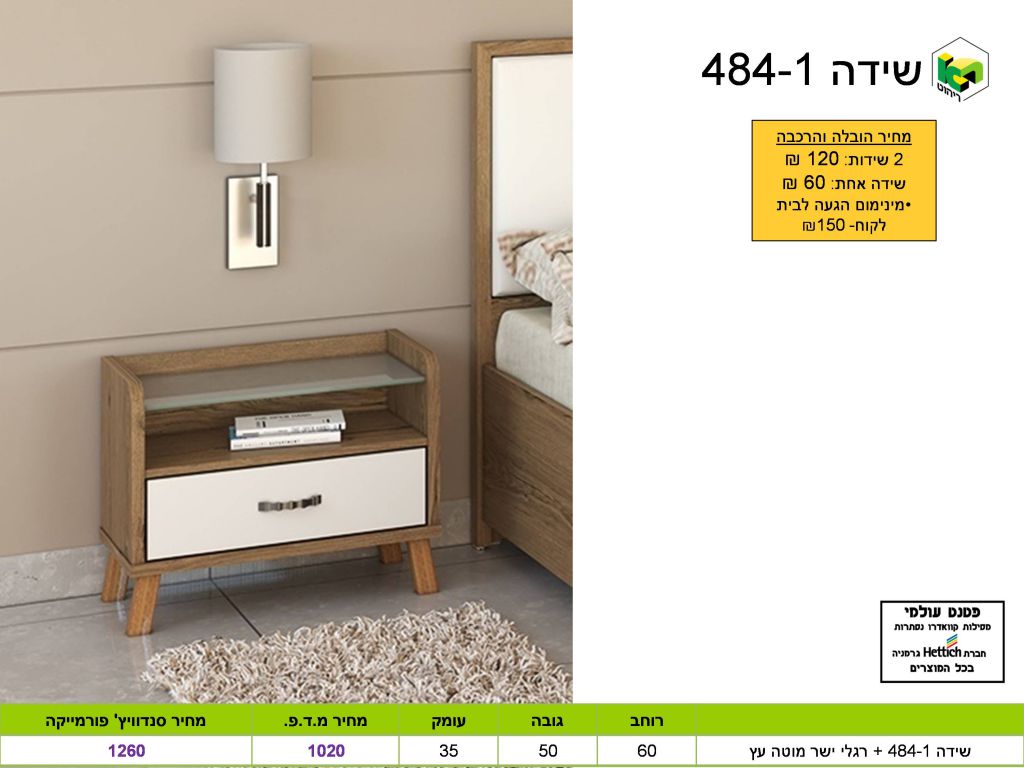 שידה 484-1
ריהוט
מחיר הובלה והרכבה
2 שידות: 120 ₪
שידה אחת: 60 ₪
•מינימום הגעה לבית
לקוח- 150₪
פטנט עולמי
מסילות קוואדרו נסתרות
חברת Hettich גרמניה
בכל המוצרים
רוחב גובה עומק מחיר מ.ד.פ. מחיר סנדוויץ' פורמייקה
שידה 484-1 + רגלי ישר מוטה עץ 60 50 35 1020 1260